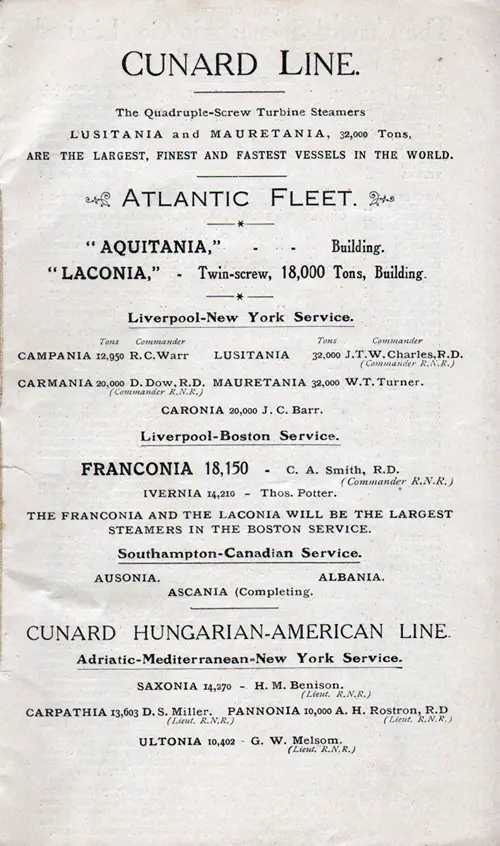 CUNARD LINE.
The Quadruple-Screw Turbine Steamers
LUSITANIA and MAURETANIA, 32,000 Tons,
ARE THE LARGEST, FINEST AND FASTEST VESSELS IN THE WORLD.
ATLANTIC FLEET.
"AQUITANIA," - - Building.
"LACONIA," - Twin-screw, 18,000 Tons, Building.
Liverpool-New York Service.
Tons Commander Tons Commander
CAMPANIA 12,950 R.C. Warr LUSITANIA 32,000 J.T.W. Charles, R.D.
(Commander R.N.R.)
CARMANIA 20,000 D. Dow, R.D. MAURETANIA 32,000 W.T. Turner.
(Commander R.N.R.)
CARONIA 20,000 J. C. Barr.
Liverpool-Boston Service.
FRANCONIA 18,150 - C. A. Smith, R.D.
(Commander R.N.R.)
IVERNIA 14,210 - Thos. Potter.
THE FRANCONIA AND THE LACONIA WILL BE THE LARGEST
STEAMERS IN THE BOSTON SERVICE.
Southampton-Canadian Service.
AUSONIA. ALBANIA.
ASCANIA (Completing.
CUNARD HUNGARIAN-AMERICAN LINE.
Adriatic-Mediterranean-New York Service.
SAXONIA 14,270 - H. M. Benison.
(Lieut. R.N.R.)
CARPATHIA 13,603 D. S. Miller. PANNONIA 10,000 A. H. Rostron, R.D
(Lieut. R.N.R.) (Lieut. R.N.R.)
ULTONIA 10,402 - G. W. Melsom.
(Lieut. R.N.R.)